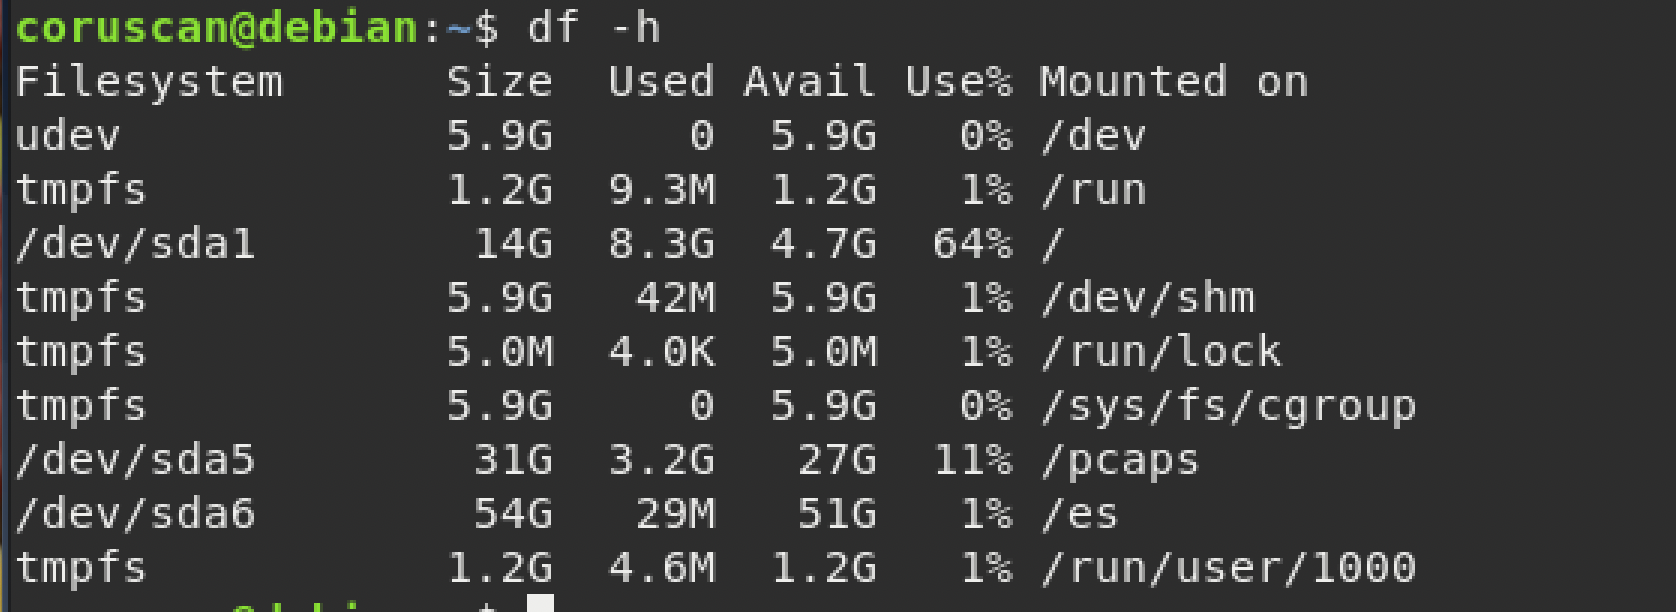 coruscan@debian:~$ df -h
Filesystem      Size  Used Avail Use% Mounted on
udev            5.9G     0  5.9G   0% /dev
tmpfs           1.2G  9.3M  1.2G   1% /run
/dev/sda1        14G  8.3G  4.7G  64% /
tmpfs           5.9G   42M  5.9G   1% /dev/shm
tmpfs           5.0M  4.0K  5.0M   1% /run/lock
tmpfs           5.9G     0  5.9G   0% /sys/fs/cgroup
/dev/sda5        31G  3.2G   27G  11% /pcaps
/dev/sda6        54G   29M   51G   1% /es
tmpfs           1.2G  4.6M  1.2G   1% /run/user/1000